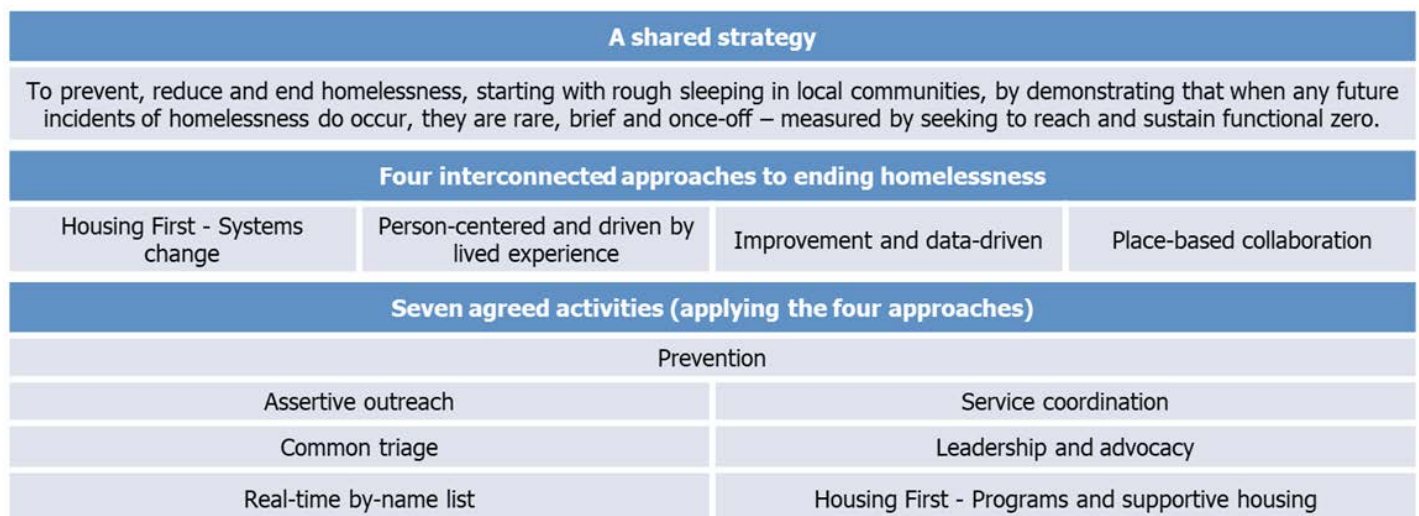 A shared strategy
To prevent, reduce and end homelessness, starting with rough sleeping in local communities, by demonstrating that when any future
incidents of homelessness do occur, they are rare, brief and once-off – measured by seeking to reach and sustain functional zero.
Four interconnected approaches to ending homelessness
Housing First - Systems
change
Person-centered and driven by
lived experience
Improvement and data-driven
Place-based collaboration
Seven agreed activities (applying the four approaches)
Prevention
Assertive outreach
Service coordination
Common triage
Leadership and advocacy
Real-time by-name list
Housing First - Programs and supportive housing